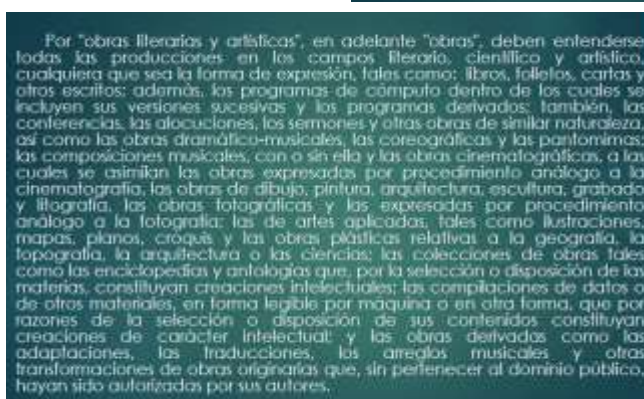 Por "obras literarias y artísticas", en adelante "obras", deben entenderse
todas las producciones en los campos literario, científico y artístico,
cualquiera que sea la forma de expresión, tales como: libros, folletos, cartas y
otros escritos; además, los programas de cómputo dentro de los cuales se
incluyen sus versiones sucesivas y los programas derivados; también, las
conferencias, las alocuciones, los sermones y otras obras de similar naturaleza,
así como las obras dramático-musicales, las coreográficas y las pantomimas;
las composiciones musicales, con o sin ella y las obras cinematográficas, a las
cuales se asimilan las obras expresadas por procedimiento análogo a la
cinematografía, las obras de dibujo, pintura, arquitectura, escultura, grabado
y litografía, las obras fotográficas y las expresadas por procedimiento
análogo a la fotografía; las de artes aplicadas, tales como ilustraciones,
mapas, planos, croquis y las obras plásticas relativas a la geografía, la
topografía, la arquitectura o las ciencias; las colecciones de obras tales
como las enciclopedias y antologías que, por la selección o disposición de las
materias, constituyan creaciones intelectuales; las compilaciones de datos o
de otros materiales, en forma legible por máquina o en otra forma, que por
razones de la selección o disposición de sus contenidos constituyan
creaciones de carácter intelectual; y las obras derivadas como las
adaptaciones, las traducciones, los arreglos musicales y otras
transformaciones de obras originarias que, sin pertenecer al dominio público,
hayan sido autorizadas por sus autores.